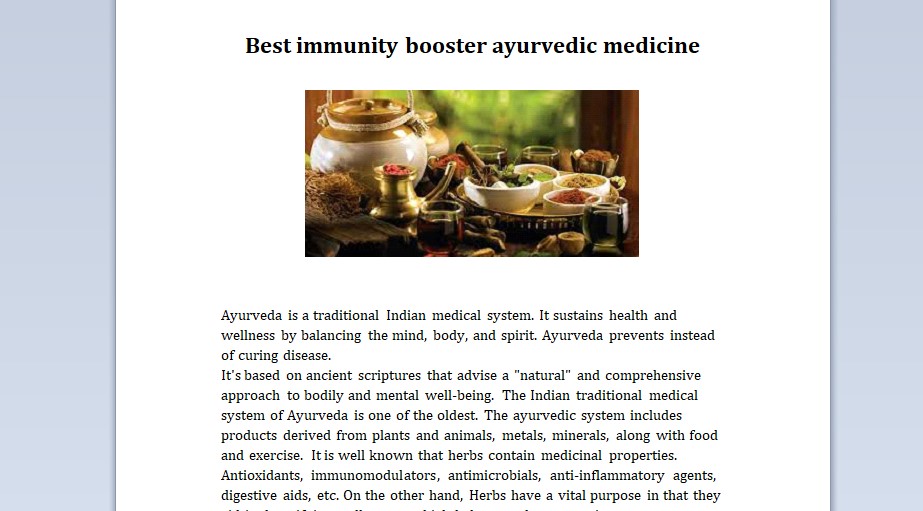 Best immunity booster ayurvedic medicine
Ayurveda is a traditional Indian medical system. It sustains health and
wellness by balancing the mind, body, and spirit. Ayurveda prevents instead
of curing disease.
It's based on ancient scriptures that advise a "natural" and comprehensive
approach to bodily and mental well-being. The Indian traditional medical
system of Ayurveda is one of the oldest. The ayurvedic system includes
products derived from plants and animals, metals, minerals, along with food
and exercise. It is well known that herbs contain medicinal properties.
Antioxidants, immunomodulators, antimicrobials, anti-inflammatory agents,
digestive aids, etc. On the other hand, Herbs have a vital purpose in that they